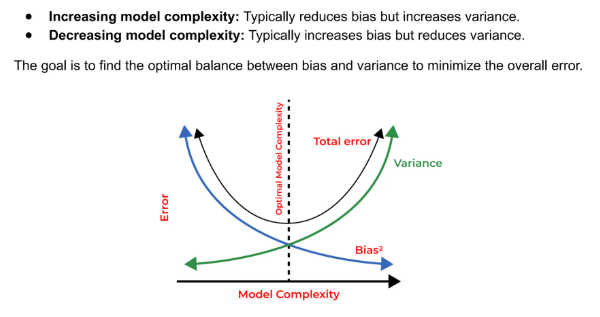 • Increasing model complexity: Typically reduces bias but increases variance.
• Decreasing model complexity: Typically increases bias but reduces variance.
The goal is to find the optimal balance between bias and variance to minimize the overall error.
Optimal Model Complexity
Total error
Variance
Error
Bias²
Model Complexity